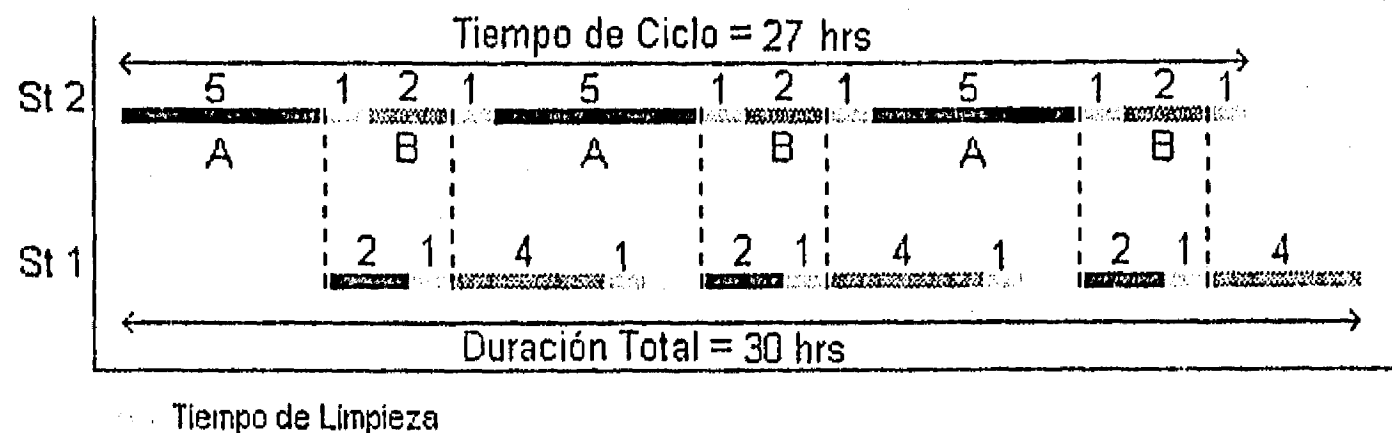 Tiempo de Ciclo = 27 hrs
St 2 5 1 2 1 5 1 2 1 5 1 2 1
A B A B A B
St 1 2 1 4 1 2 1 4 1 2 1 4
Duración Total = 30 hrs
Tiempo de Limpieza